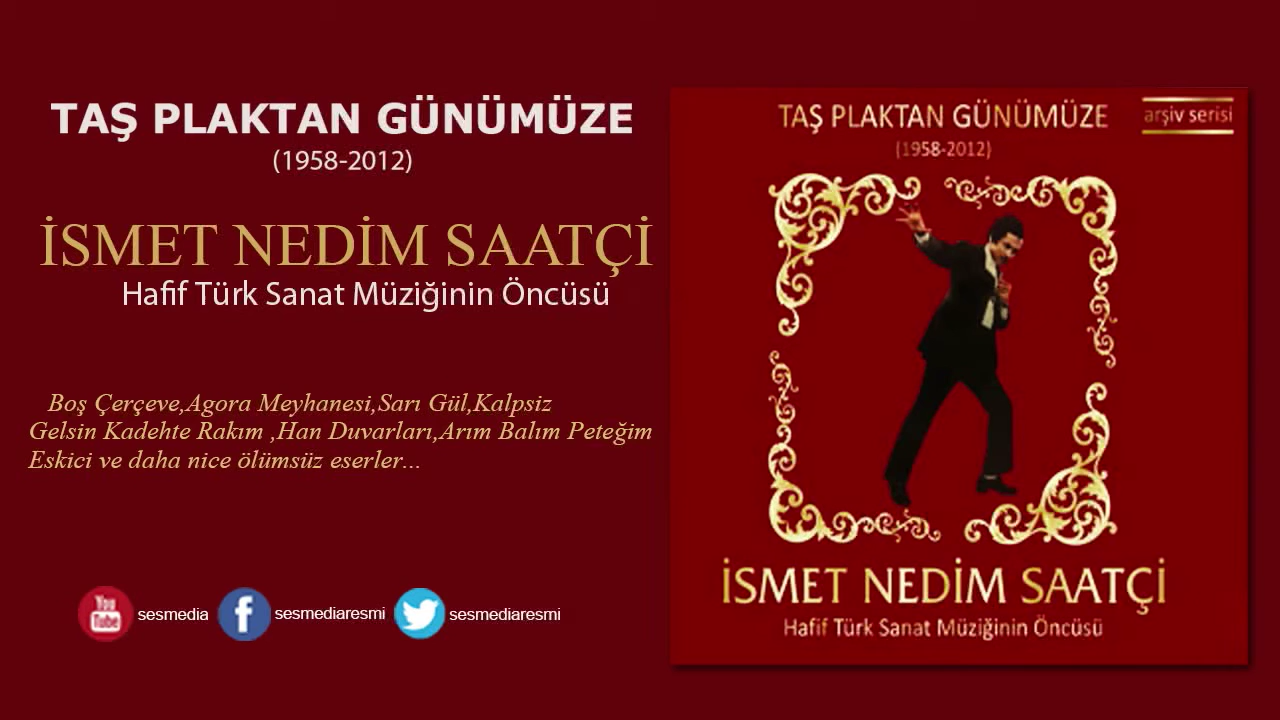 TAŞ PLAKTAN GÜNÜMÜZE
(1958-2012)
İSMET NEDİM SAATÇİ
Hafif Türk Sanat Müziğinin Öncüsü
Boş Çerçeve,Agora Meyhanesi,Sarı Gül,Kalpsiz
Gelsin Kadehte Rakım ,Han Duvarları,Arım Balım Peteğim
Eskici ve daha nice ölümsüz eserler...
You Tube sesmedia f sesmediaresmi sesmediaresmi
TAŞ PLAKTAN GÜNÜMÜZE
(1958-2012)
arşiv serisi
İSMET NEDİM SAATÇİ
Hafif Türk Sanat Müziğinin Öncüsü